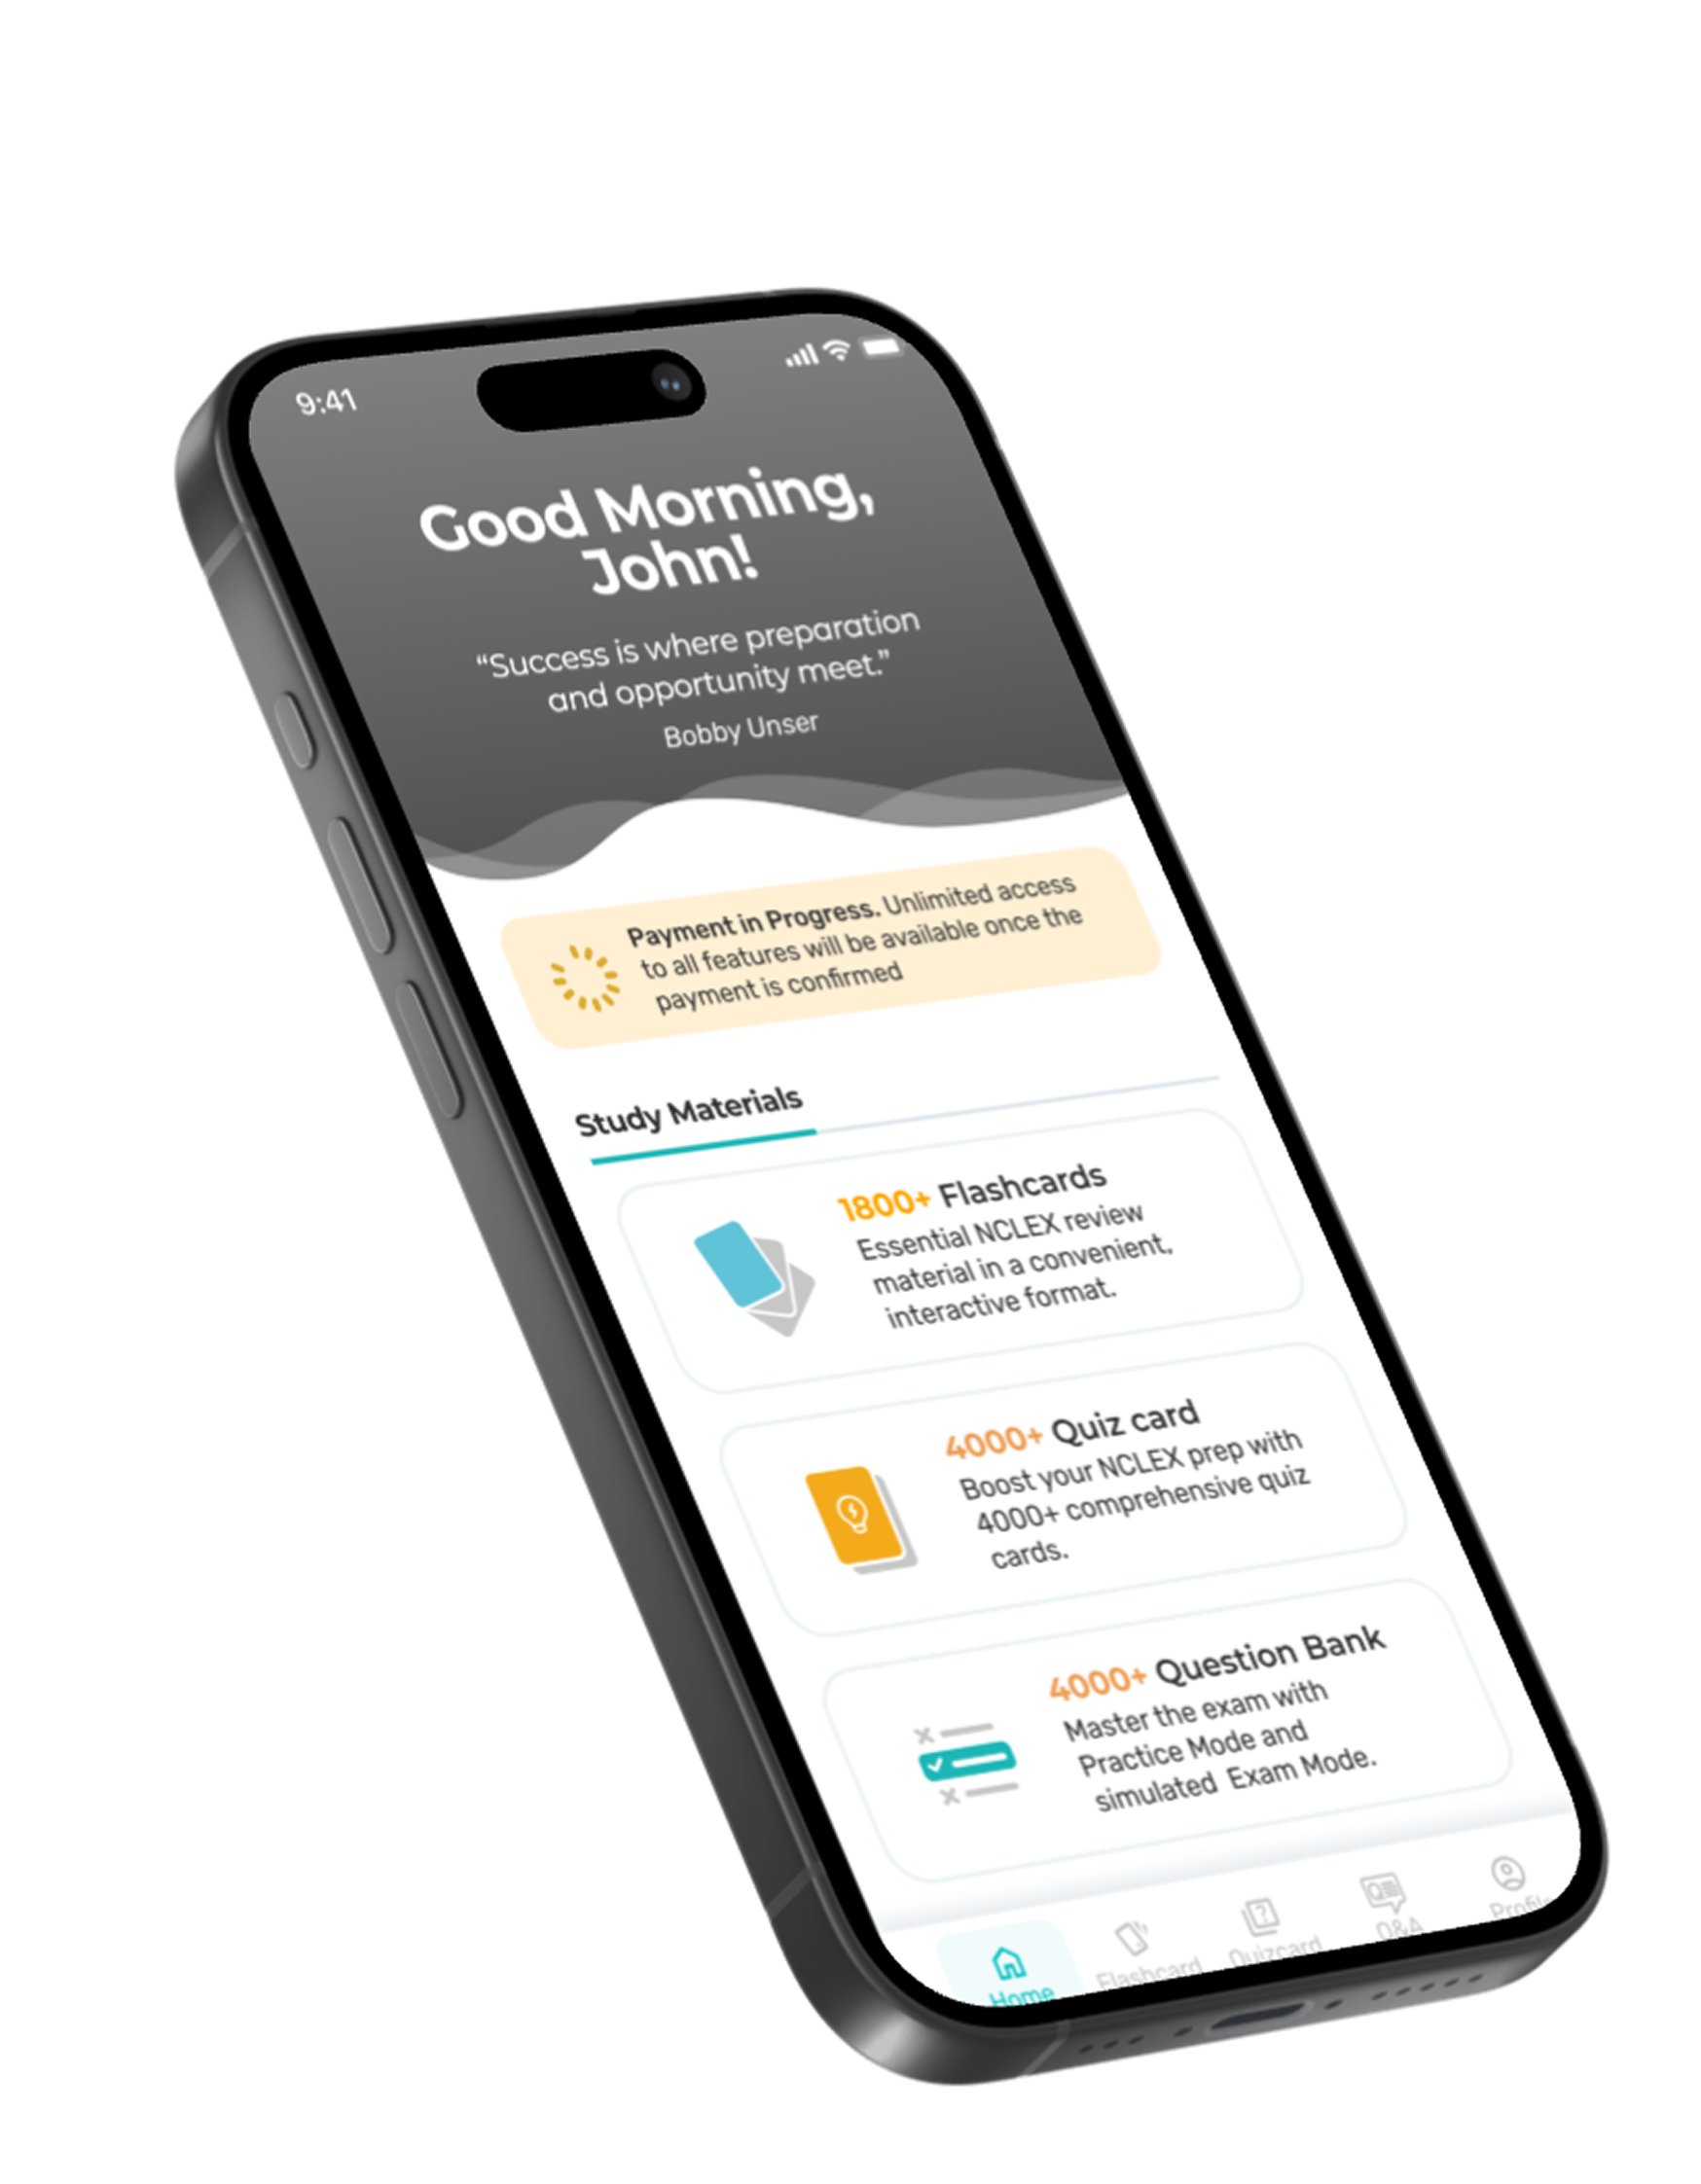 9:41
Good Morning,
John!
“Success is where preparation
and opportunity meet.”
Bobby Unser
Payment in Progress. Unlimited access
to all features will be available once the
payment is confirmed
Study Materials
1800+ Flashcards
Essential NCLEX review
material in a convenient,
interactive format.
4000+ Quiz card
Boost your NCLEX prep with
4000+ comprehensive quiz
cards.
4000+ Question Bank
Master the exam with
Practice Mode and
simulated Exam Mode.
Home
Flashcard
Quizcard
Q&A
Profile